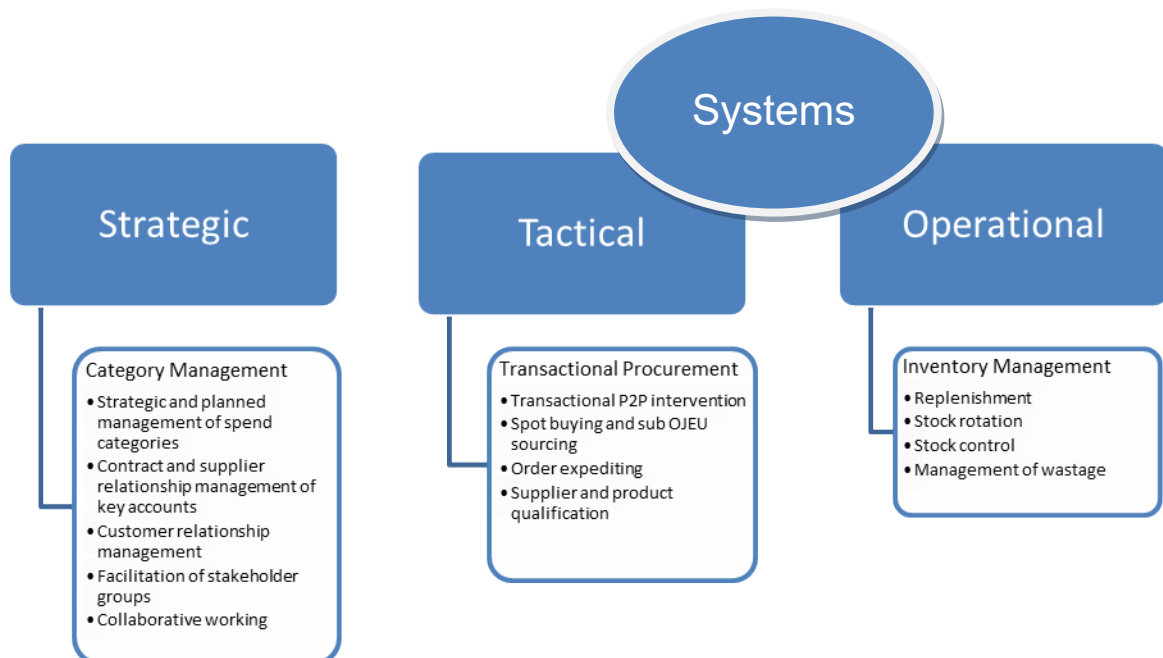 Systems
Strategic
Tactical
Operational
Category Management
• Strategic and planned
management of spend
categories
• Contract and supplier
relationship management of
key accounts
• Customer relationship
management
• Facilitation of stakeholder
groups
• Collaborative working
Transactional Procurement
• Transactional P2P intervention
• Spot buying and sub OJEU
sourcing
• Order expediting
• Supplier and product
qualification
Inventory Management
• Replenishment
• Stock rotation
• Stock control
• Management of wastage